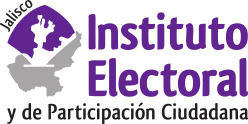 Jalisco
Instituto
Electoral
y de Participación Ciudadana